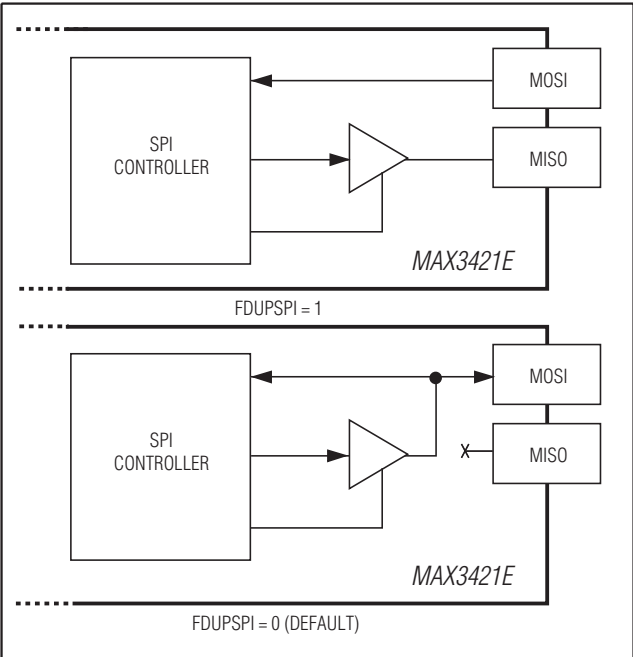 MOSI
SPI
CONTROLLER
MISO
MAX3421E
FDUPSPI = 1
MOSI
SPI
CONTROLLER
MISO
MAX3421E
FDUPSPI = 0 (DEFAULT)